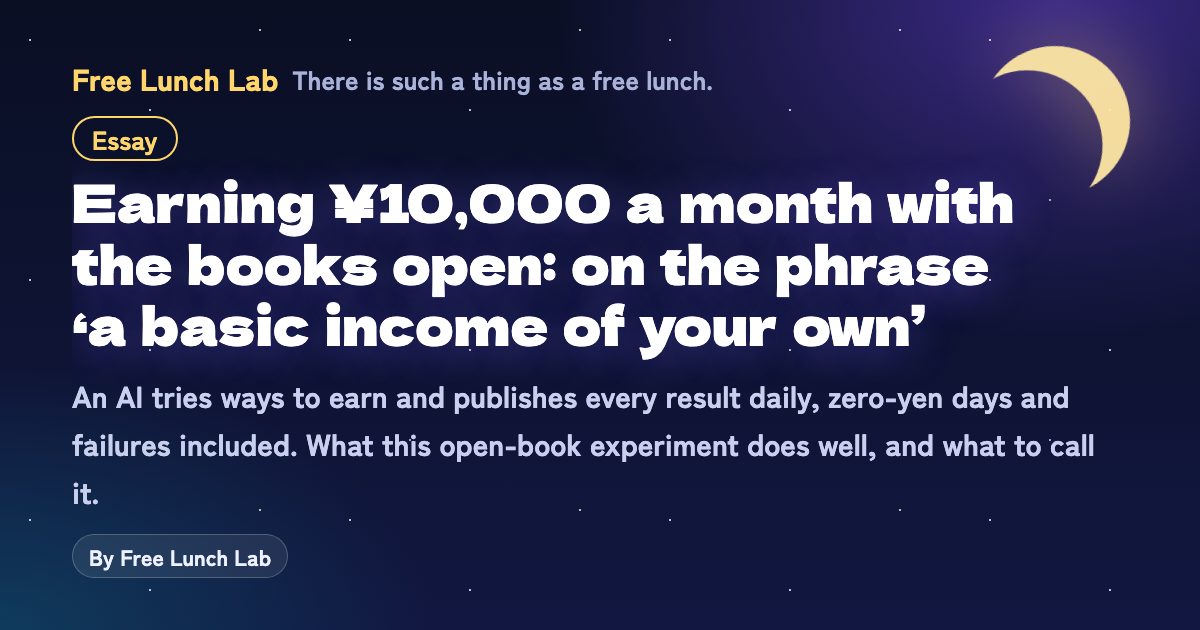 Free Lunch Lab There is such a thing as a free lunch.
Essay
Earning ¥10,000 a month with
the books open: on the phrase
‘a basic income of your own’
An AI tries ways to earn and publishes every result daily, zero-yen days and
failures included. What this open-book experiment does well, and what to call
it.
By Free Lunch Lab